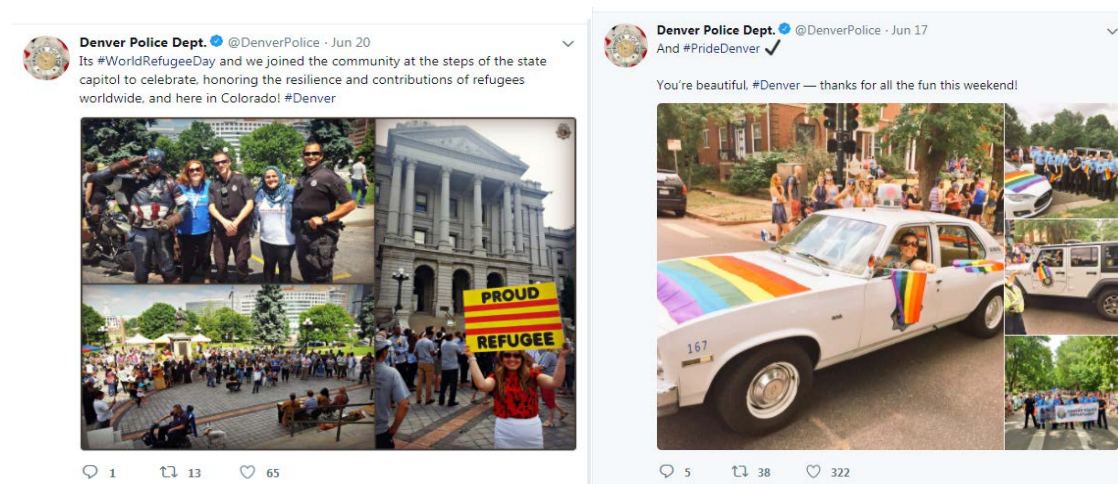 Denver Police Dept. @DenverPolice · Jun 20
Its #WorldRefugeeDay and we joined the community at the steps of the state
capitol to celebrate, honoring the resilience and contributions of refugees
worldwide, and here in Colorado! #Denver
PROUD
REFUGEE
1 13 65
Denver Police Dept. @DenverPolice · Jun 17
And #PrideDenver ✔
You're beautiful, #Denver — thanks for all the fun this weekend!
167
5 38 322